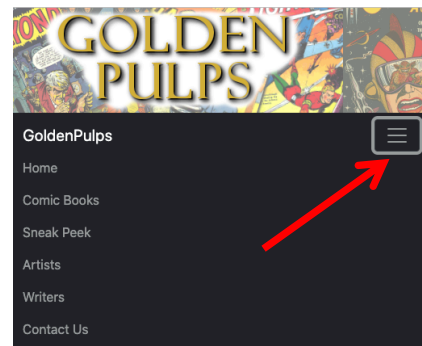 GOLDEN
PULPS
GoldenPulps
Home
Comic Books
Sneak Peek
Artists
Writers
Contact Us